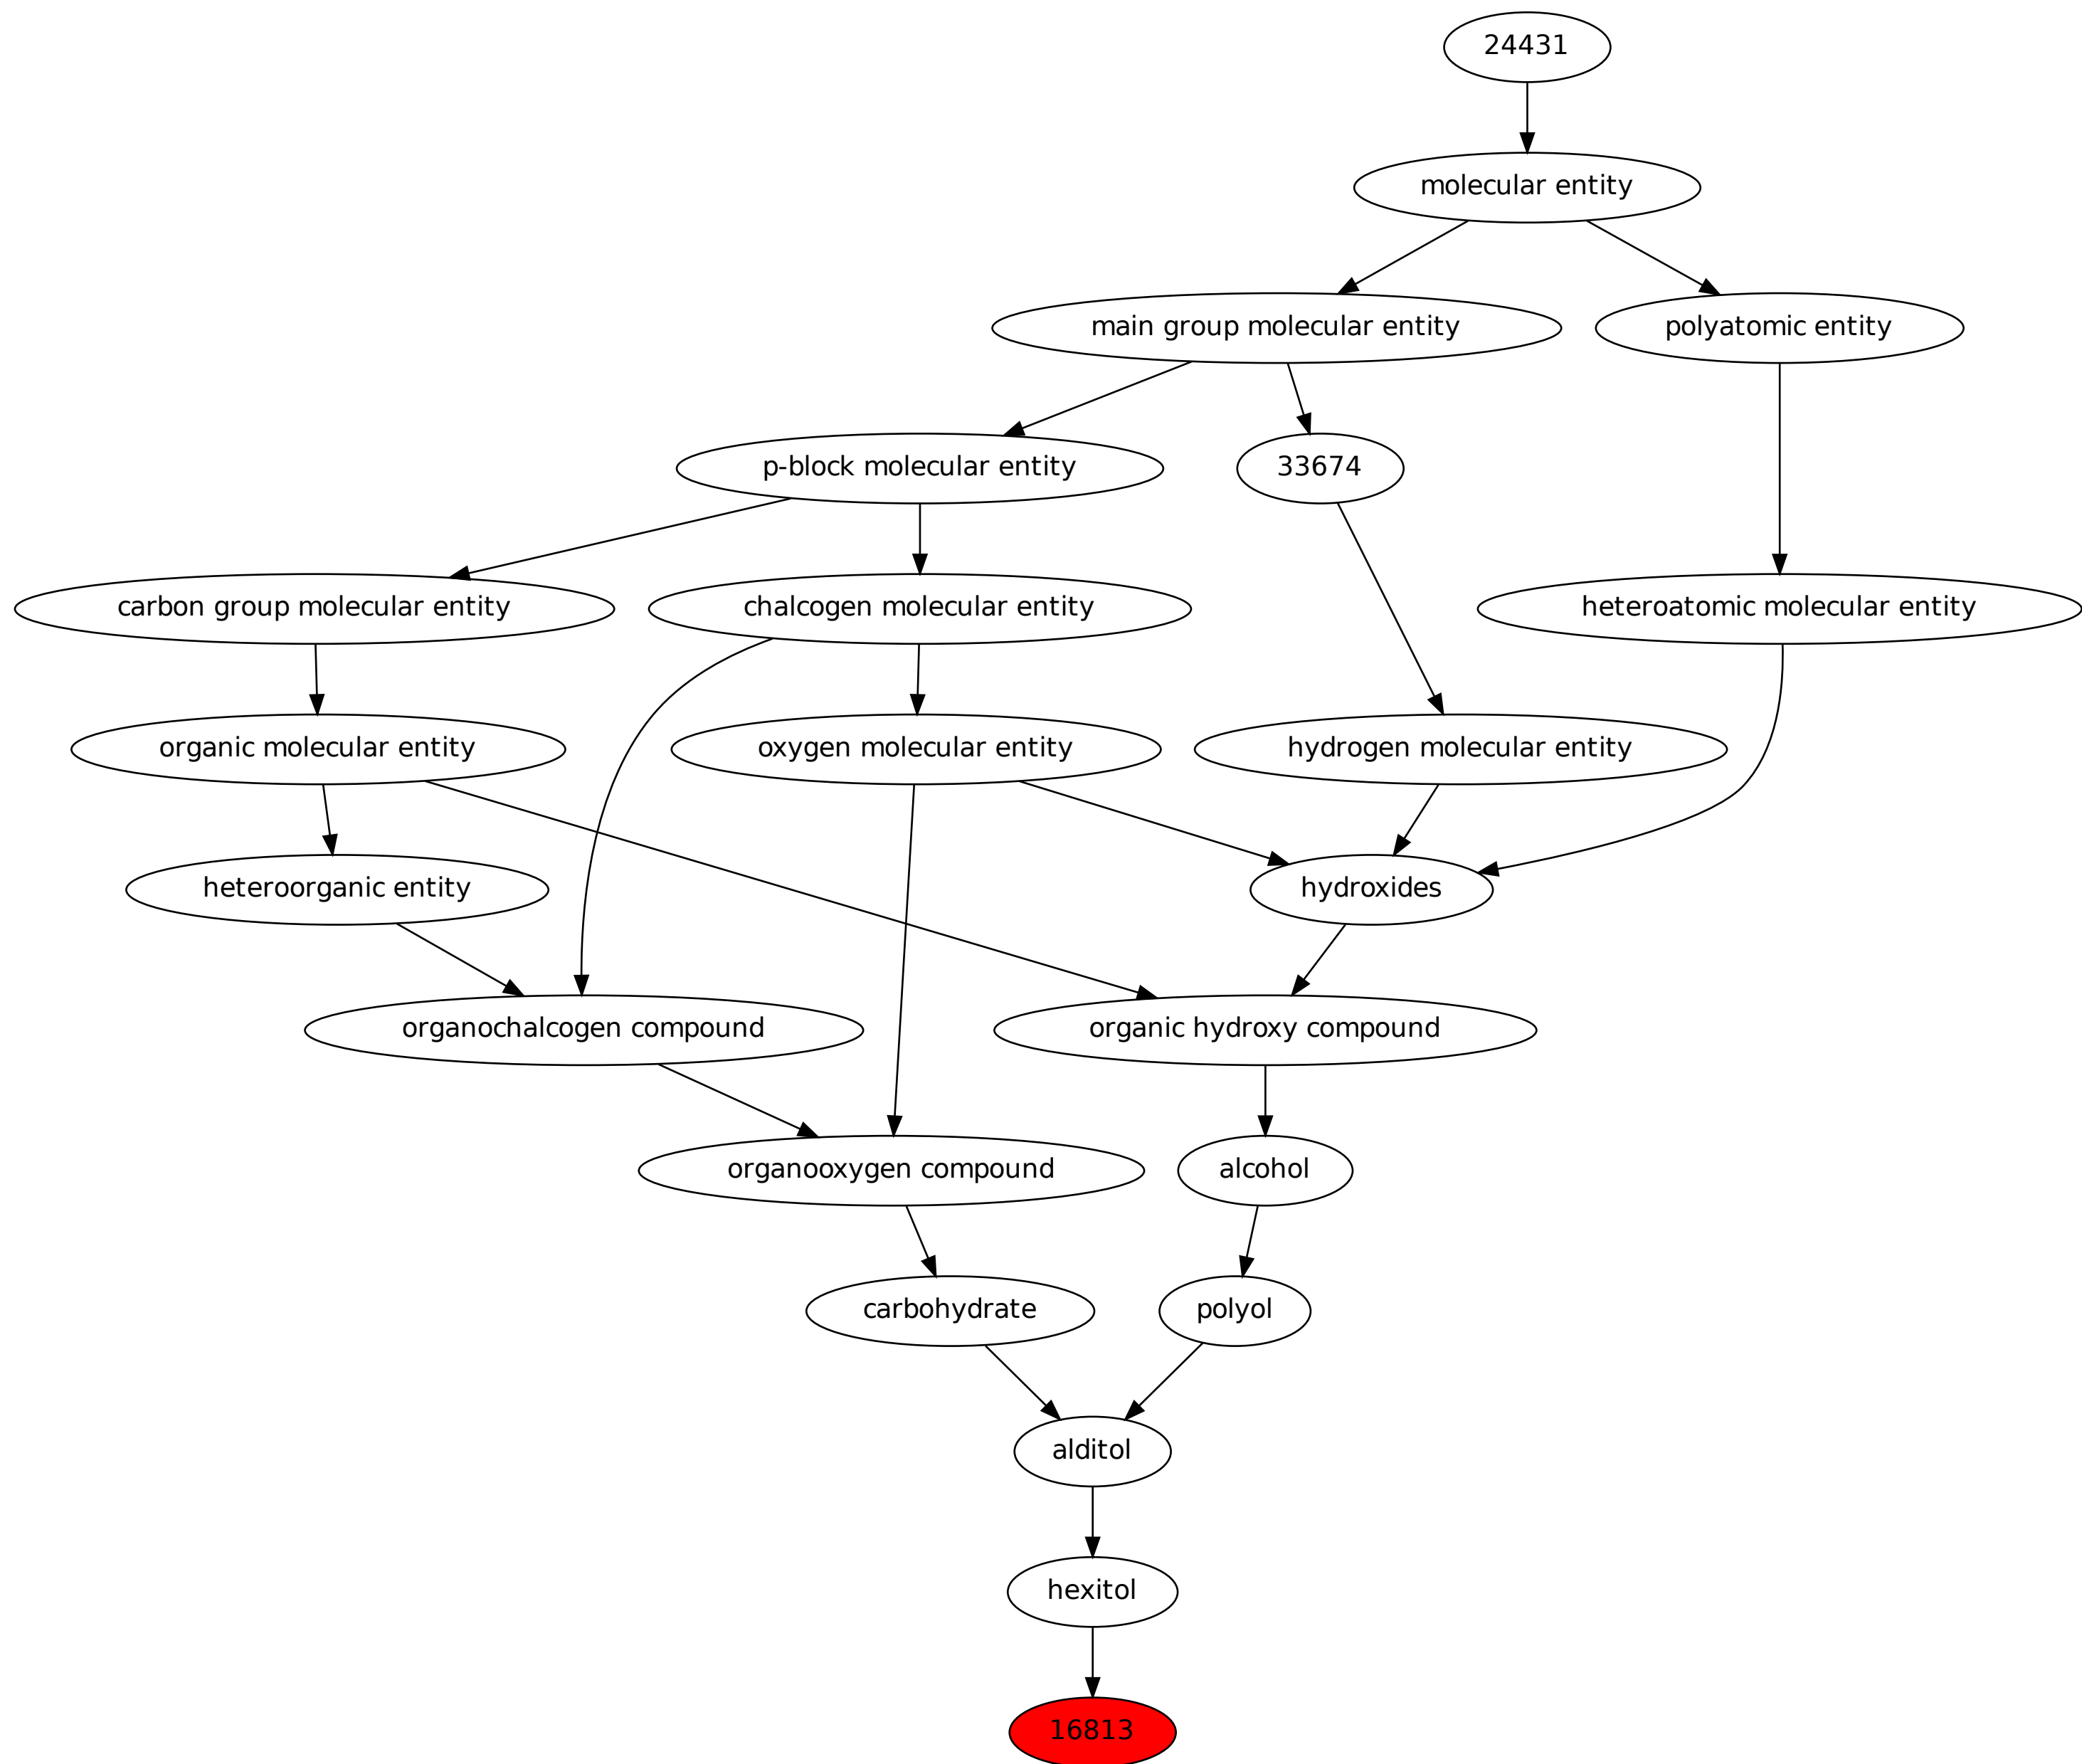 24431
molecular entity
main group molecular entity
polyatomic entity
p-block molecular entity
33674
carbon group molecular entity
chalcogen molecular entity
heteroatomic molecular entity
organic molecular entity
oxygen molecular entity
hydrogen molecular entity
heteroorganic entity
hydroxides
organochalcogen compound
organic hydroxy compound
organooxygen compound
alcohol
carbohydrate
polyol
alditol
hexitol
16813